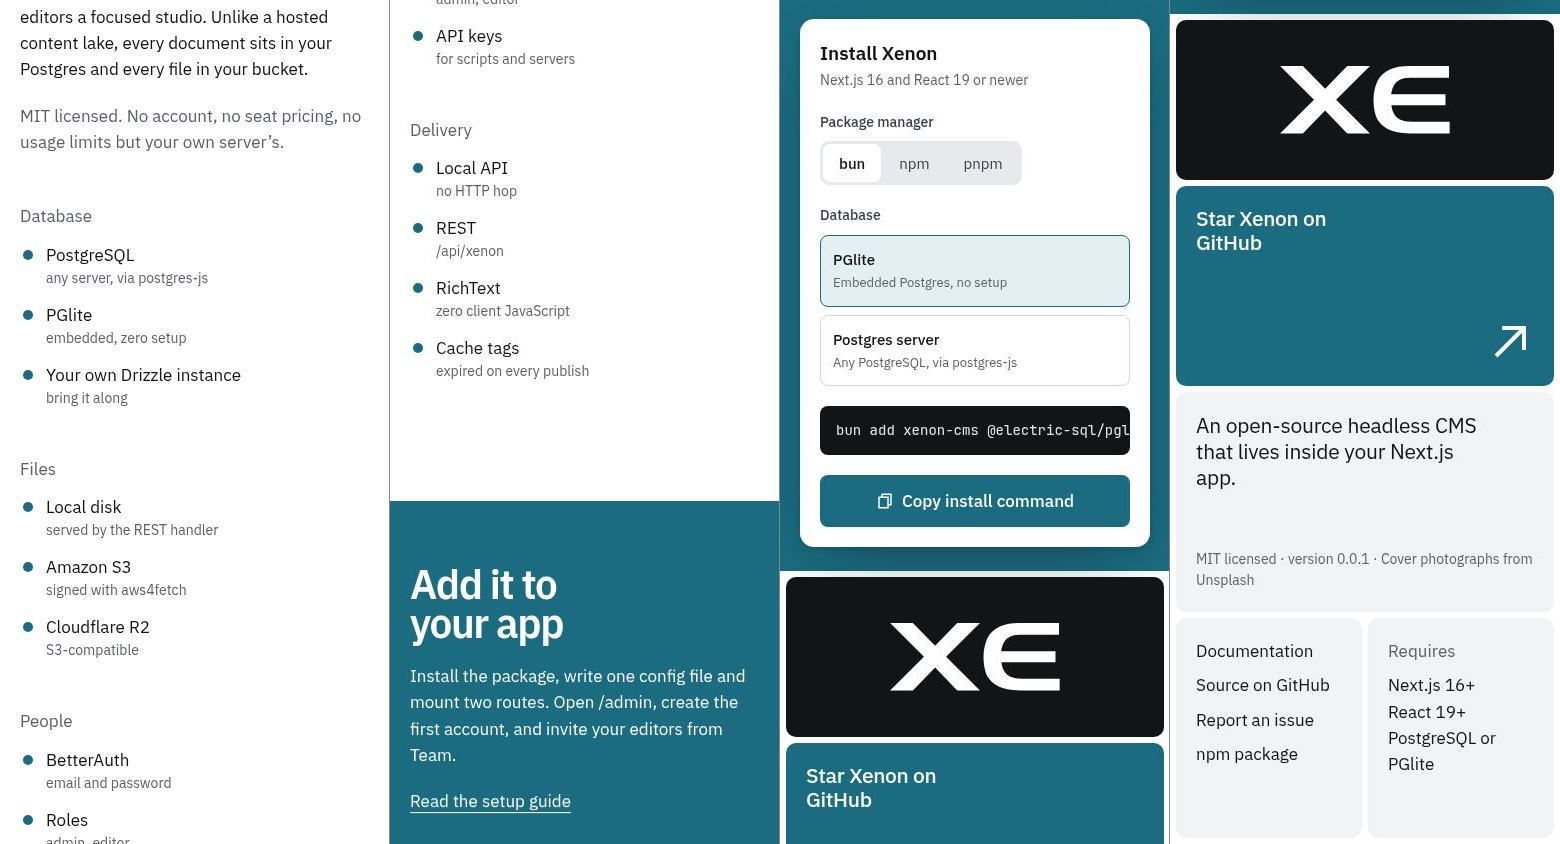 editors a focused studio. Unlike a hosted
content lake, every document sits in your
Postgres and every file in your bucket.
MIT licensed. No account, no seat pricing, no
usage limits but your own server’s.
Database
PostgreSQL
any server, via postgres-js
PGlite
embedded, zero setup
Your own Drizzle instance
bring it along
Files
Local disk
served by the REST handler
Amazon S3
signed with aws4fetch
Cloudflare R2
S3-compatible
People
BetterAuth
email and password
Roles
admin, editor
admin, editor
API keys
for scripts and servers
Delivery
Local API
no HTTP hop
REST
/api/xenon
RichText
zero client JavaScript
Cache tags
expired on every publish
Add it to
your app
Install the package, write one config file and
mount two routes. Open /admin, create the
first account, and invite your editors from
Team.
Read the setup guide
Install Xenon
Next.js 16 and React 19 or newer
Package manager
bun npm pnpm
Database
PGlite
Embedded Postgres, no setup
Postgres server
Any PostgreSQL, via postgres-js
bun add xenon-cms @electric-sql/pgl
Copy install command
XE
Star Xenon on
GitHub
XE
Star Xenon on
GitHub
An open-source headless CMS
that lives inside your Next.js
app.
MIT licensed · version 0.0.1 · Cover photographs from
Unsplash
Documentation
Source on GitHub
Report an issue
npm package
Requires
Next.js 16+
React 19+
PostgreSQL or
PGlite